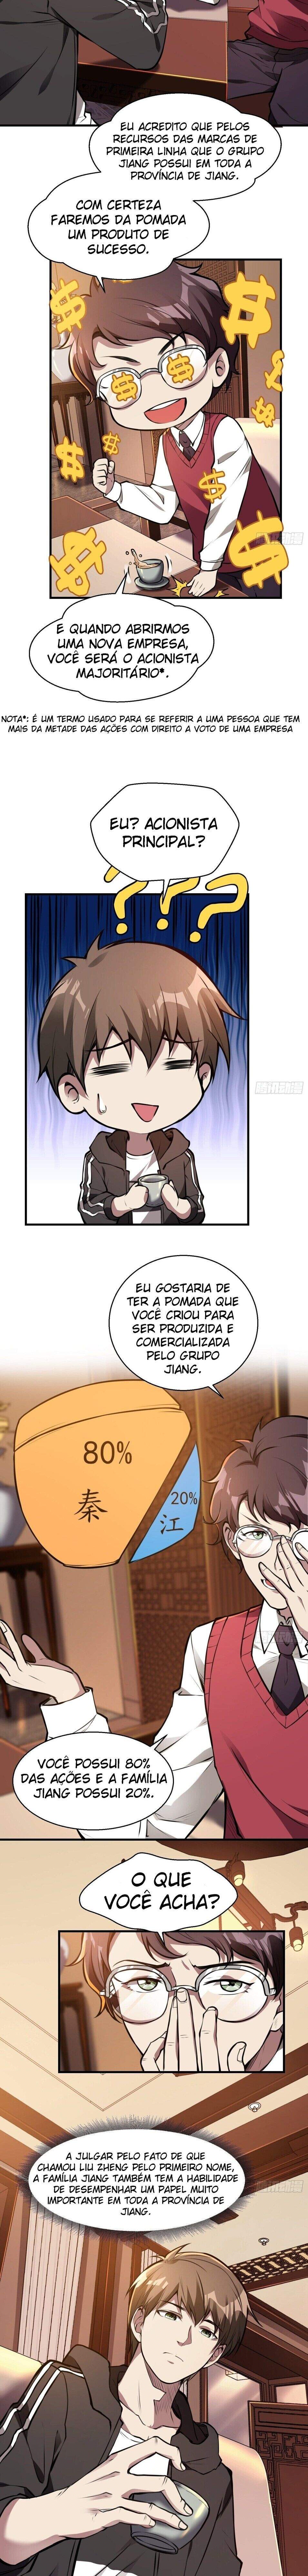 EU ACREDITO QUE PELOS
RECURSOS DAS MARCAS DE
PRIMEIRA LINHA QUE O GRUPO
JIANG POSSUI EM TODA A
PROVÍNCIA DE JIANG.
COM CERTEZA
FAREMOS DA POMADA
UM PRODUTO DE
SUCESSO.
$ $ $ $ $ $ $ $
E QUANDO ABRIRMOS
UMA NOVA EMPRESA,
VOCÊ SERÁ O ACIONISTA
MAJORITÁRIO*.
NOTA*: É UM TERMO USADO PARA SE REFERIR A UMA PESSOA QUE TEM
MAIS DA METADE DAS AÇÕES COM DIREITO A VOTO DE UMA EMPRESA
EU? ACIONISTA
PRINCIPAL?
????
EU GOSTARIA DE
TER A POMADA QUE
VOCÊ CRIOU PARA
SER PRODUZIDA E
COMERCIALIZADA
PELO GRUPO
JIANG.
80%
秦
20%
江
VOCÊ POSSUI 80%
DAS AÇÕES E A FAMÍLIA
JIANG POSSUI 20%.
O QUE
VOCÊ ACHA?
A JULGAR PELO FATO DE QUE
CHAMOU LIU ZHENG PELO PRIMEIRO NOME,
A FAMÍLIA JIANG TAMBÉM TEM A HABILIDADE
DE DESEMPENHAR UM PAPEL MUITO
IMPORTANTE EM TODA A PROVÍNCIA DE
JIANG.